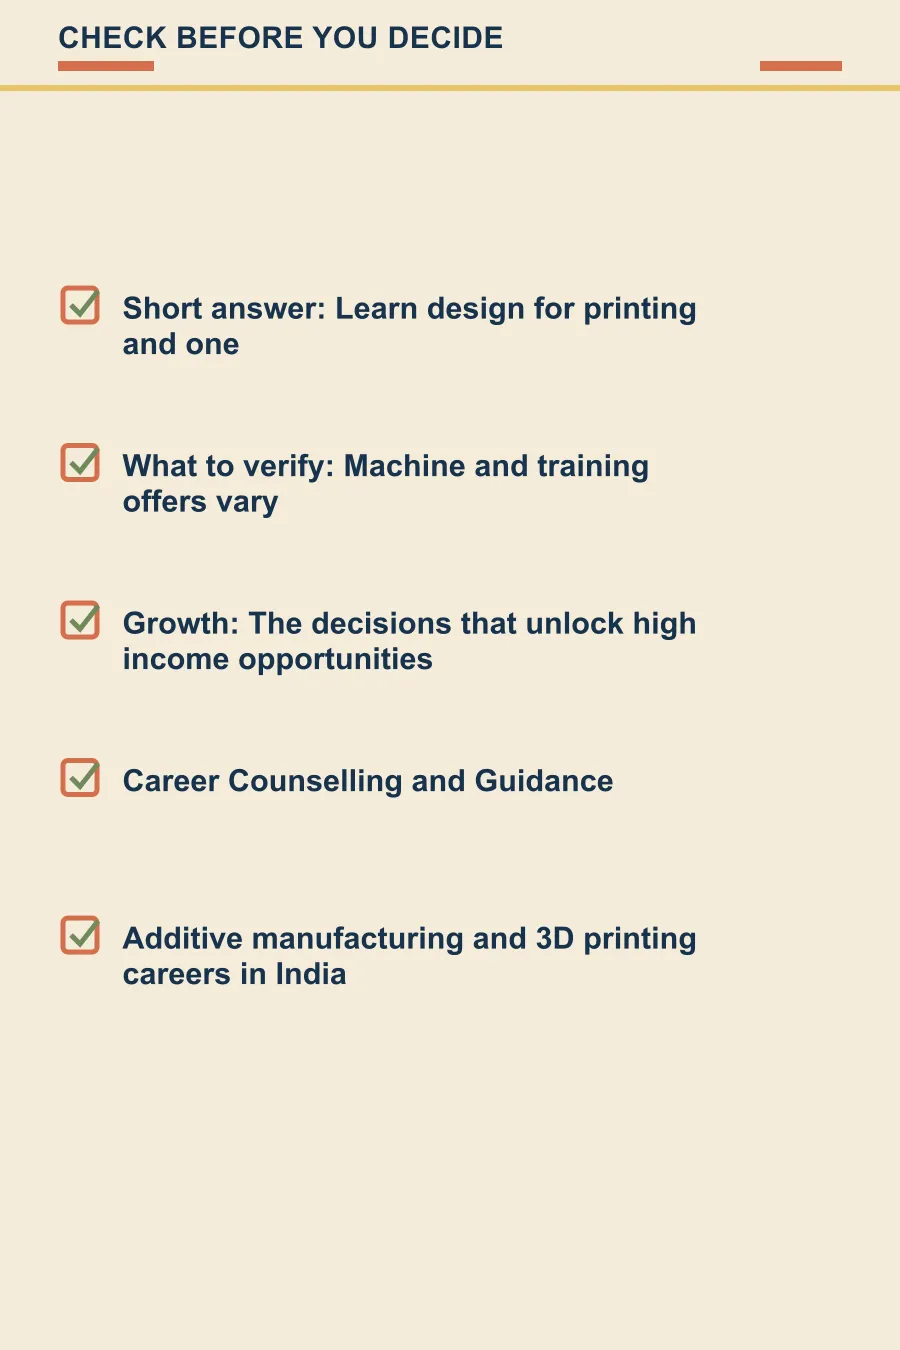 CHECK BEFORE YOU DECIDE
Short answer: Learn design for printing
and one
What to verify: Machine and training
offers vary
Growth: The decisions that unlock high
income opportunities
Career Counselling and Guidance
Additive manufacturing and 3D printing
careers in India